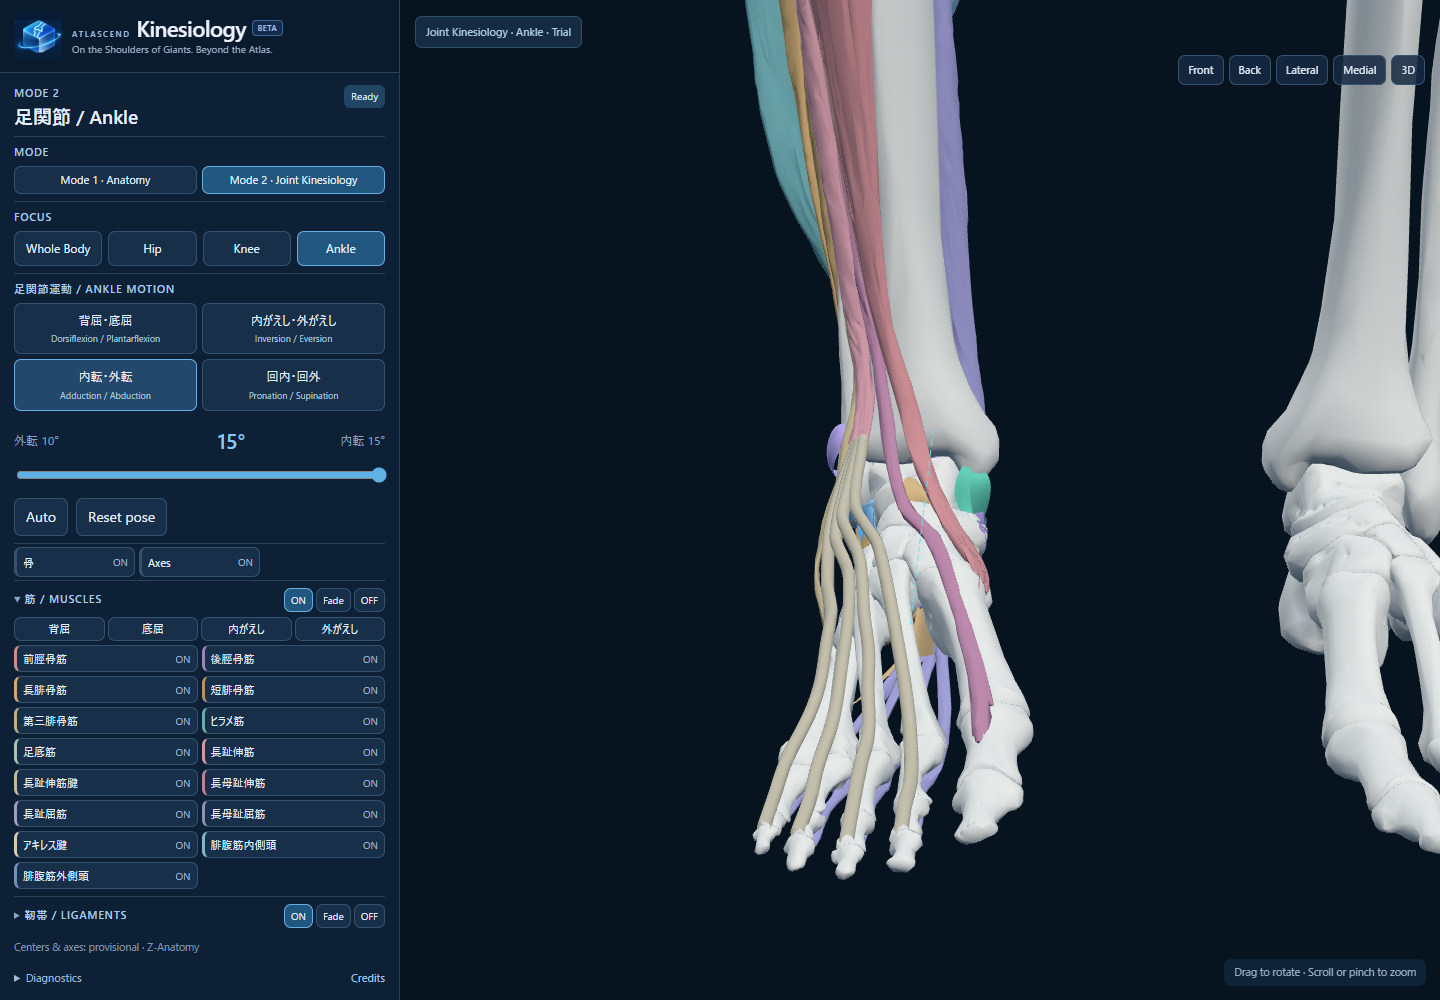 ATLASCEND Kinesiology BETA
On the Shoulders of Giants. Beyond the Atlas.
MODE 2
足関節 / Ankle
Ready
MODE
Mode 1 · Anatomy
Mode 2 · Joint Kinesiology
FOCUS
Whole Body
Hip
Knee
Ankle
足関節運動 / ANKLE MOTION
背屈・底屈
Dorsiflexion / Plantarflexion
内がえし・外がえし
Inversion / Eversion
内転・外転
Adduction / Abduction
回内・回外
Pronation / Supination
外転 10°
15°
内転 15°
Auto
Reset pose
骨 ON
Axes ON
▼ 筋 / MUSCLES
ON
Fade
OFF
背屈
底屈
内がえし
外がえし
前脛骨筋 ON
後脛骨筋 ON
長腓骨筋 ON
短腓骨筋 ON
第三腓骨筋 ON
ヒラメ筋 ON
足底筋 ON
長趾伸筋 ON
長趾伸筋腱 ON
長母趾伸筋 ON
長趾屈筋 ON
長母趾屈筋 ON
アキレス腱 ON
腓腹筋内側頭 ON
腓腹筋外側頭 ON
▶ 靭帯 / LIGAMENTS
ON
Fade
OFF
Centers & axes: provisional · Z-Anatomy
▶ Diagnostics
Credits
Joint Kinesiology · Ankle · Trial
Front
Back
Lateral
Medial
3D
Drag to rotate · Scroll or pinch to zoom